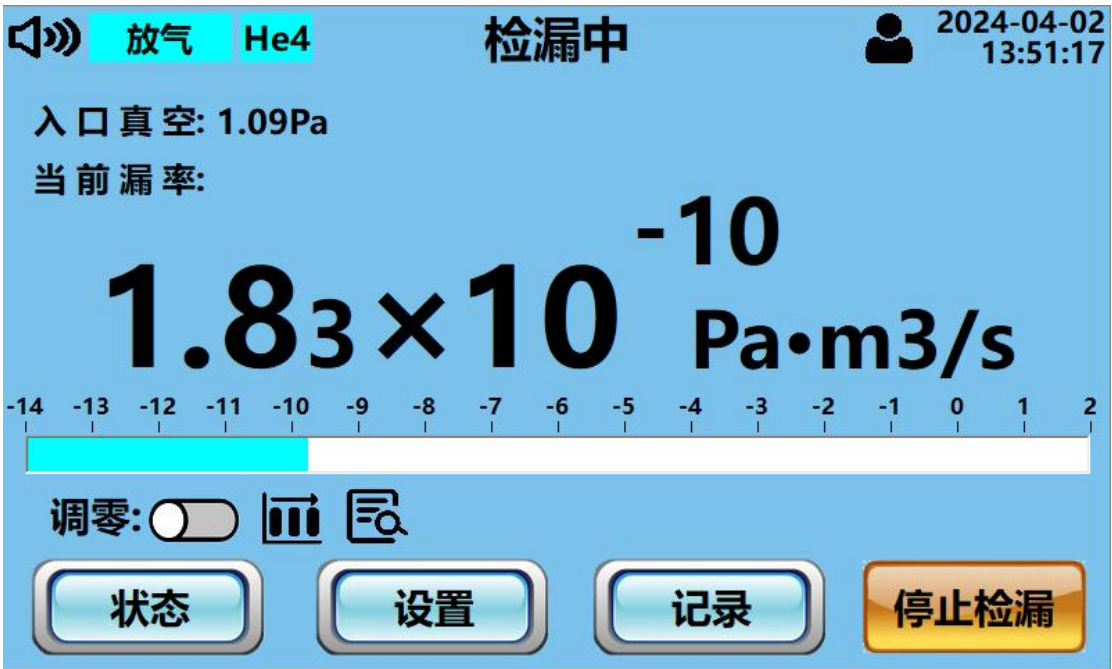 放气 He4 检漏中 2024-04-02
13:51:17
入口真空: 1.09Pa
当前漏率:
1.83×10 -10 Pa•m3/s
-14 -13 -12 -11 -10 -9 -8 -7 -6 -5 -4 -3 -2 -1 0 1 2
调零:
状态 设置 记录 停止检漏